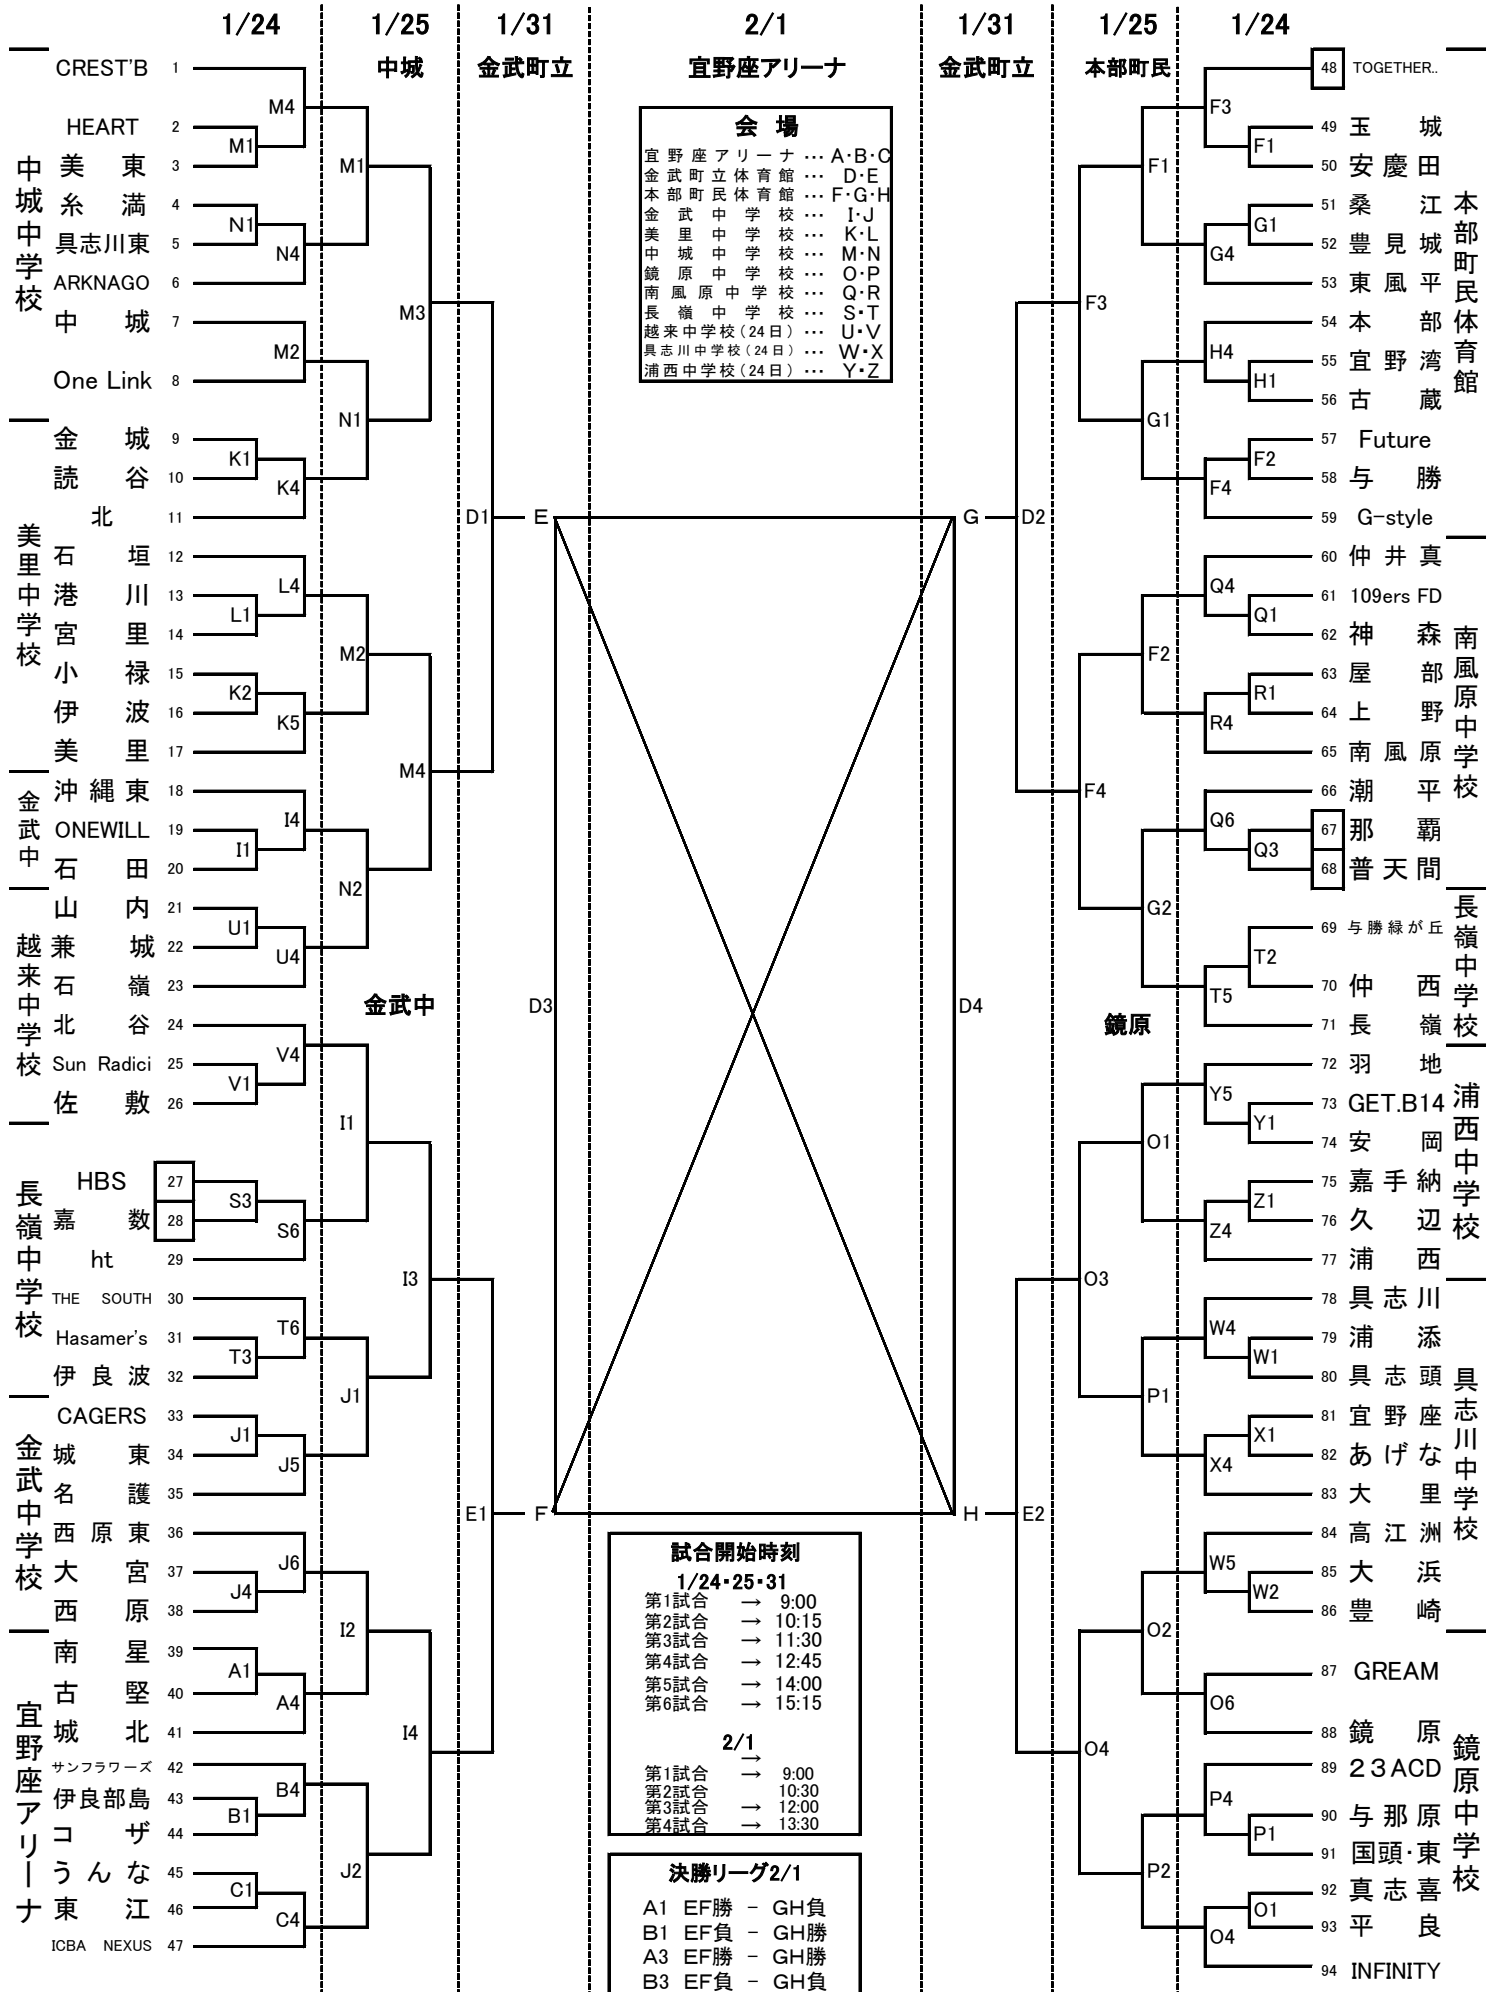 1/24
1/25
1/31
2/1
1/31
1/25
1/24
中城
金武町立
宜野座アリーナ
金武町立
本部町民
中城中学校
CREST'B 1
HEART 2
美東 3
糸満 4
具志川東 5
ARKNAGO 6
中城 7
One Link 8
美里中学校
金城 9
読谷 10
北 11
石垣 12
港川 13
宮里 14
小禄 15
伊波 16
美里 17
金武中
沖縄東 18
ONEWILL 19
石田 20
越来中学校
山内 21
兼城 22
石嶺 23
北谷 24
Sun Radici 25
佐敷 26
長嶺中学校
HBS 27
嘉数 28
ht 29
THE SOUTH 30
Hasamer's 31
伊良波 32
金武中学校
CAGERS 33
城東 34
名護 35
西原東 36
大宮 37
西原 38
宜野座アリーナ
南星 39
古堅 40
城北 41
サンフラワーズ 42
伊良部島 43
コザ 44
うんな 45
東江 46
ICBA NEXUS 47
M4
M1
N1
N4
M2
K1
K4
L4
L1
K2
K5
I4
I1
U1
U4
V4
V1
S3
S6
T6
T3
J1
J5
J6
J4
A1
A4
B4
B1
C1
C4
M1
N1
M2
N2
金武中
I1
J1
I2
J2
M3
M4
I3
I4
D1
E1
E
F
D3
会場
宜野座アリーナ … A・B・C
金武町立体育館 … D・E
本部町民体育館 … F・G・H
金武中学校 … I・J
美里中学校 … K・L
中城中学校 … M・N
鏡原中学校 … O・P
南風原中学校 … Q・R
長嶺中学校 … S・T
越来中学校(24日) … U・V
具志川中学校(24日) … W・X
浦西中学校(24日) … Y・Z
試合開始時刻
1/24・25・31
第1試合 → 9:00
第2試合 → 10:15
第3試合 → 11:30
第4試合 → 12:45
第5試合 → 14:00
第6試合 → 15:15
2/1
→
第1試合 → 9:00
第2試合 10:30
第3試合 → 12:00
第4試合 → 13:30
決勝リーグ2/1
A1 EF勝 - GH負
B1 EF負 - GH勝
A3 EF勝 - GH勝
B3 EF負 - GH負
G
H
D4
D2
E2
F3
F4
O3
O4
F1
G1
F2
G2
鏡原
O1
P1
O2
P2
F3
F1
G1
G4
H4
H1
F2
F4
Q4
Q1
R1
R4
Q6
Q3
T2
T5
Y5
Y1
Z1
Z4
W4
W1
X1
X4
W5
W2
O6
P4
P1
O1
O4
48 TOGETHER..
49 玉城
50 安慶田
51 桑江
52 豊見城
53 東風平
54 本部
55 宜野湾
56 古蔵
57 Future
58 与勝
59 G-style
本部町民体育館
60 仲井真
61 109ers FD
62 神森
63 屋部
64 上野
65 南風原
66 潮平
67 那覇
68 普天間
南風原中学校
69 与勝緑が丘
70 仲西
71 長嶺
長嶺中学校
72 羽地
73 GET.B14
74 安岡
75 嘉手納
76 久辺
77 浦西
浦西中学校
78 具志川
79 浦添
80 具志頭
81 宜野座
82 あげな
83 大里
84 高江洲
85 大浜
86 豊崎
具志川中学校
87 GREAM
88 鏡原
89 23ACD
90 与那原
91 国頭・東
92 真志喜
93 平良
94 INFINITY
鏡原中学校